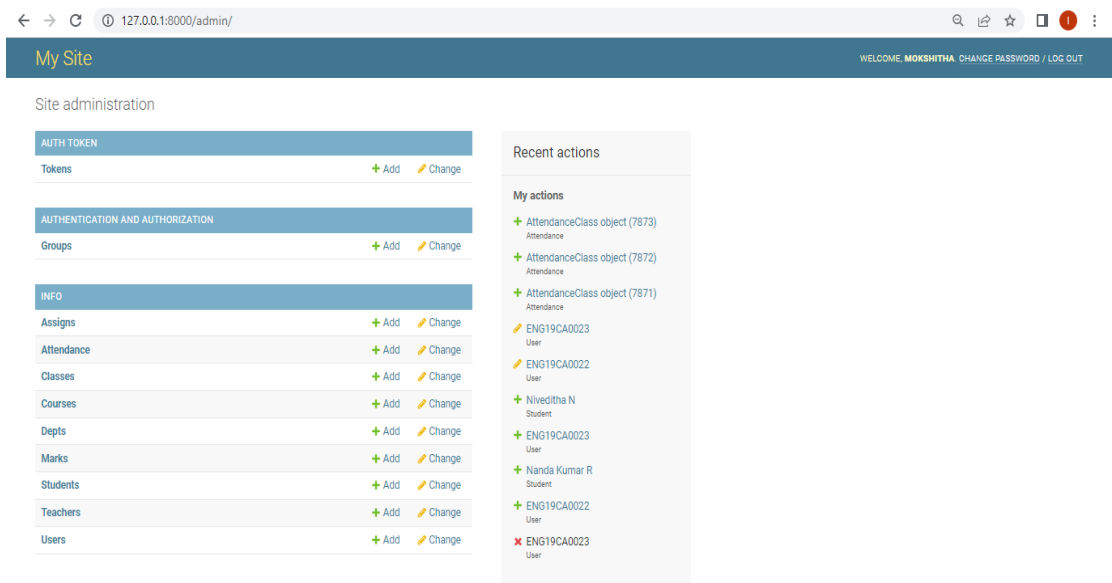 127.0.0.1:8000/admin/
My Site
WELCOME, MOKSHITHA. CHANGE PASSWORD / LOG OUT
Site administration
AUTH TOKEN
Tokens Add Change
AUTHENTICATION AND AUTHORIZATION
Groups Add Change
INFO
Assigns Add Change
Attendance Add Change
Classes Add Change
Courses Add Change
Depts Add Change
Marks Add Change
Students Add Change
Teachers Add Change
Users Add Change
Recent actions
My actions
AttendanceClass object (7873)
Attendance
AttendanceClass object (7872)
Attendance
AttendanceClass object (7871)
Attendance
ENG19CA0023
User
ENG19CA0022
User
Niveditha N
Student
ENG19CA0023
User
Nanda Kumar R
Student
ENG19CA0022
User
ENG19CA0023
User
I